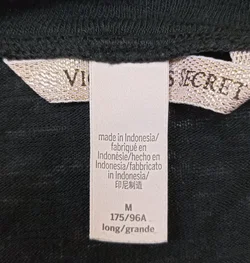 VIC S SECRET
made in Indonesia/
fabriqué en
Indonésie/hecho en
Indonesia/fabbricato
in Indonesia/
印尼制造
M
175/96A
long/grande